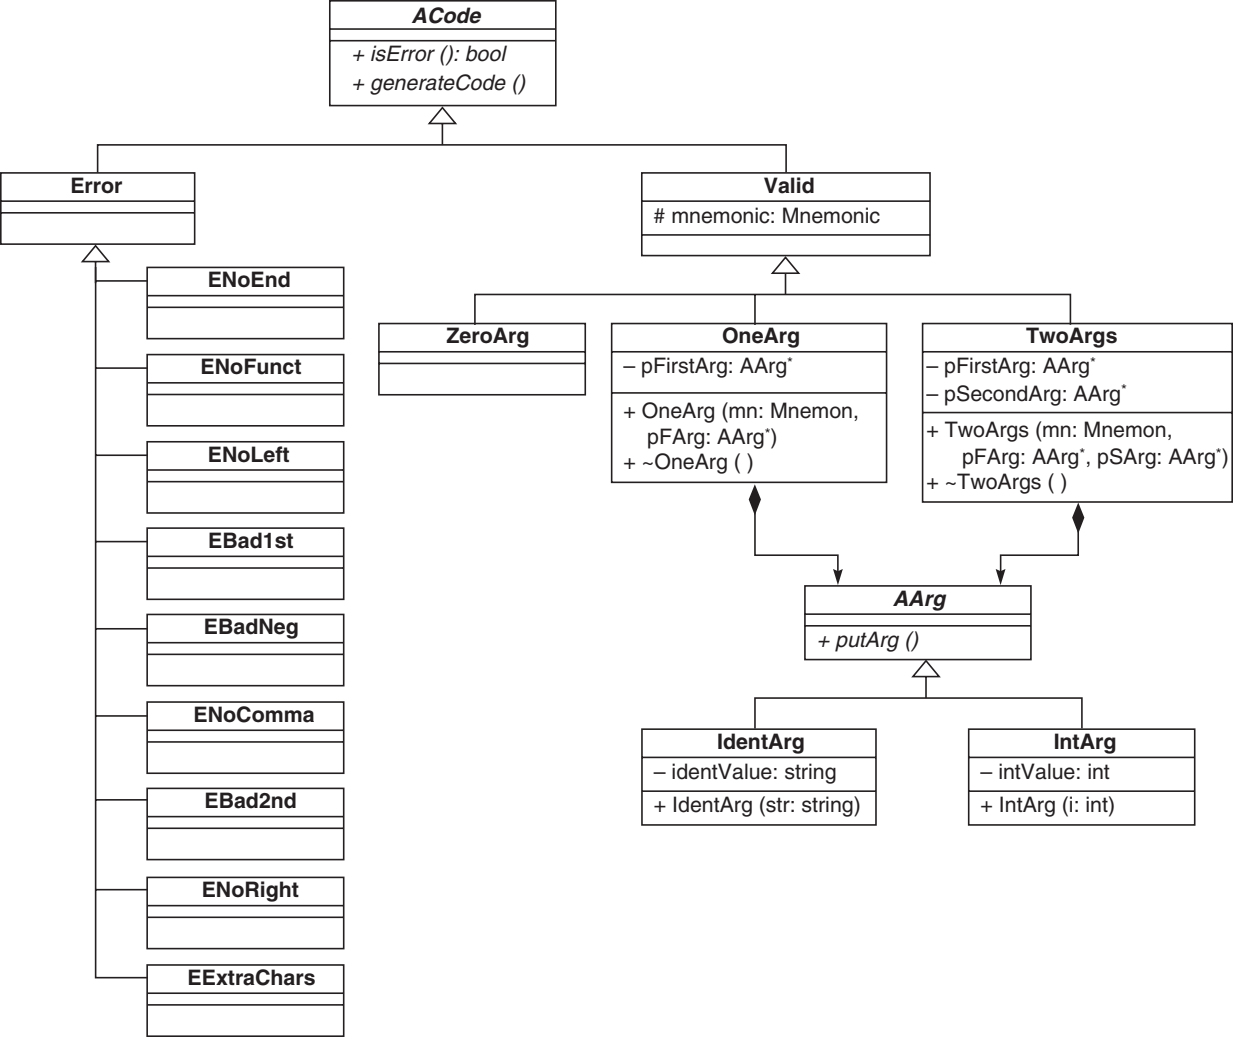 ACode
+ isError (): bool
+ generateCode ()
Error
Valid
# mnemonic: Mnemonic
ENoEnd
ENoFunct
ENoLeft
EBad1st
EBadNeg
ENoComma
EBad2nd
ENoRight
EExtraChars
ZeroArg
OneArg
– pFirstArg: AArg*
+ OneArg (mn: Mnemon,
pFArg: AArg*)
+ ~OneArg ( )
TwoArgs
– pFirstArg: AArg*
– pSecondArg: AArg*
+ TwoArgs (mn: Mnemon,
pFArg: AArg*, pSArg: AArg*)
+ ~TwoArgs ( )
AArg
+ putArg ()
IdentArg
– identValue: string
+ IdentArg (str: string)
IntArg
– intValue: int
+ IntArg (i: int)